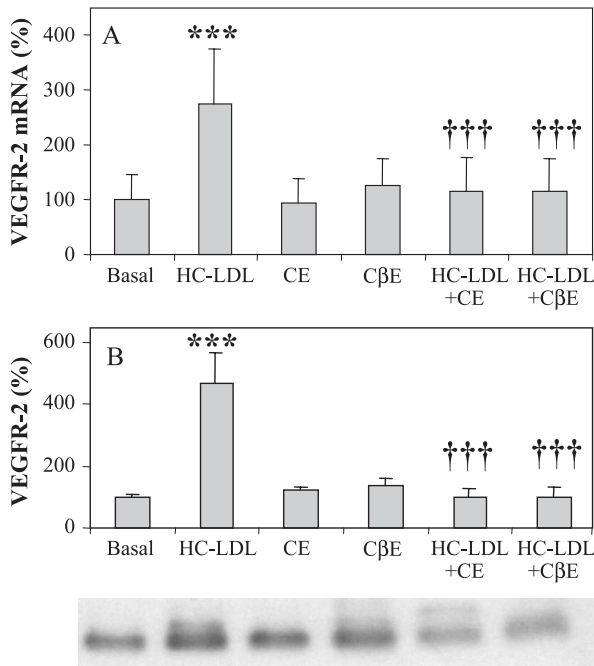 A
VEGFR-2 mRNA (%)
400
300
200
100
0
***
†††
†††
Basal
HC-LDL
CE
CβE
HC-LDL
+CE
HC-LDL
+CβE
B
VEGFR-2 (%)
600
400
200
0
***
†††
†††
Basal
HC-LDL
CE
CβE
HC-LDL
+CE
HC-LDL
+CβE